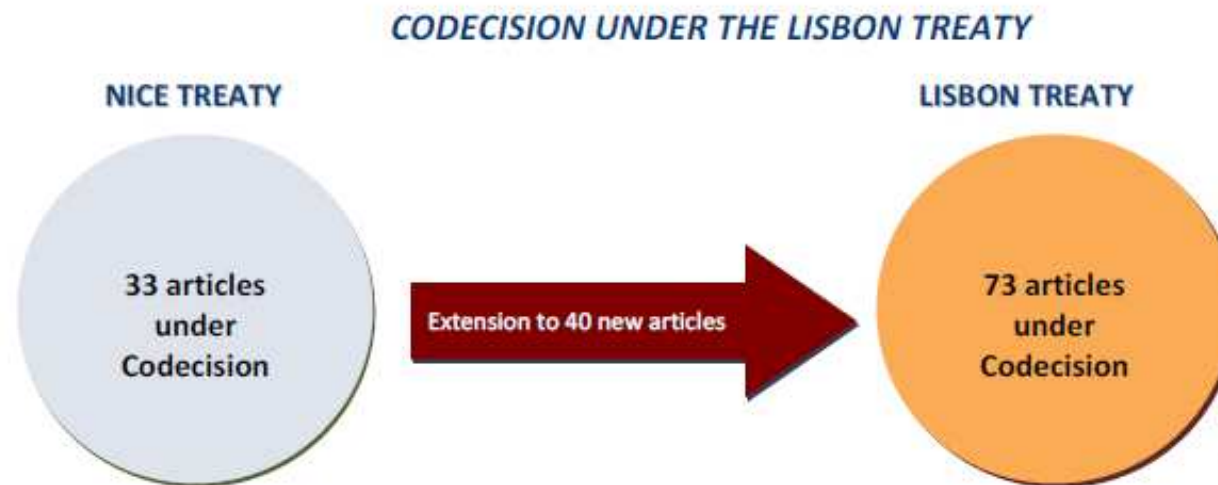 CODECISION UNDER THE LISBON TREATY
NICE TREATY
LISBON TREATY
33 articles
under
Codecision
Extension to 40 new articles
73 articles
under
Codecision